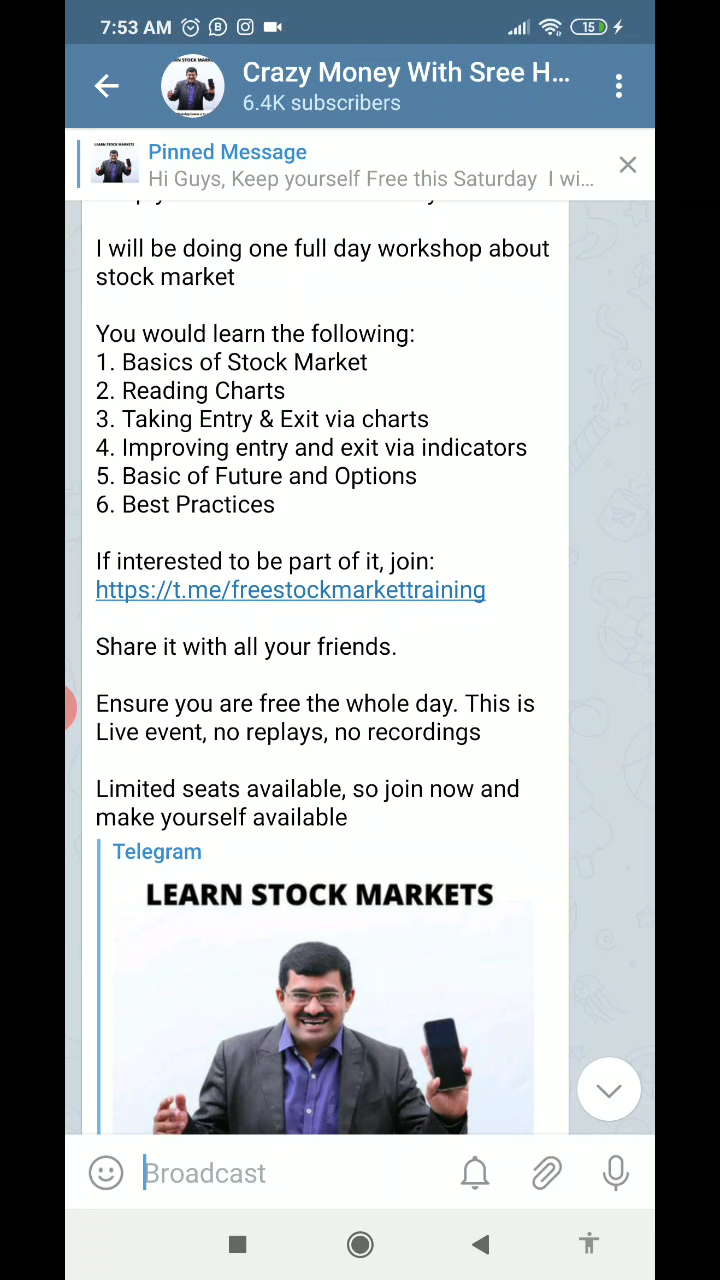 7:53 AM
15
Crazy Money With Sree H...
6.4K subscribers
Pinned Message
Hi Guys, Keep yourself Free this Saturday I wi...
I will be doing one full day workshop about
stock market
You would learn the following:
1. Basics of Stock Market
2. Reading Charts
3. Taking Entry & Exit via charts
4. Improving entry and exit via indicators
5. Basic of Future and Options
6. Best Practices
If interested to be part of it, join:
https://t.me/freestockmarkettraining
Share it with all your friends.
Ensure you are free the whole day. This is
Live event, no replays, no recordings
Limited seats available, so join now and
make yourself available
Telegram
LEARN STOCK MARKETS
Broadcast